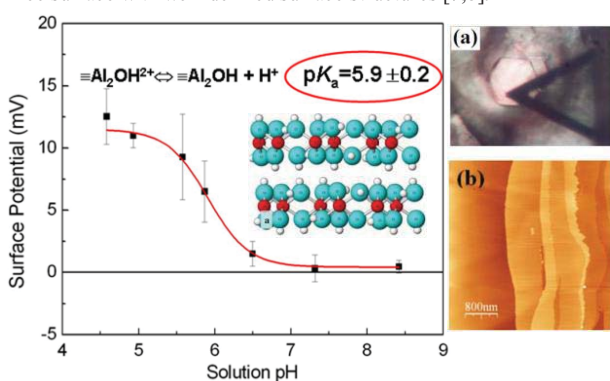 ≡Al₂OH²⁺⇔ ≡Al₂OH + H⁺ pKₐ=5.9 ±0.2
Surface Potential (mV)
20
15
10
5
0
-5
4 5 6 7 8 9
Solution pH
a
(a)
(b)
800nm